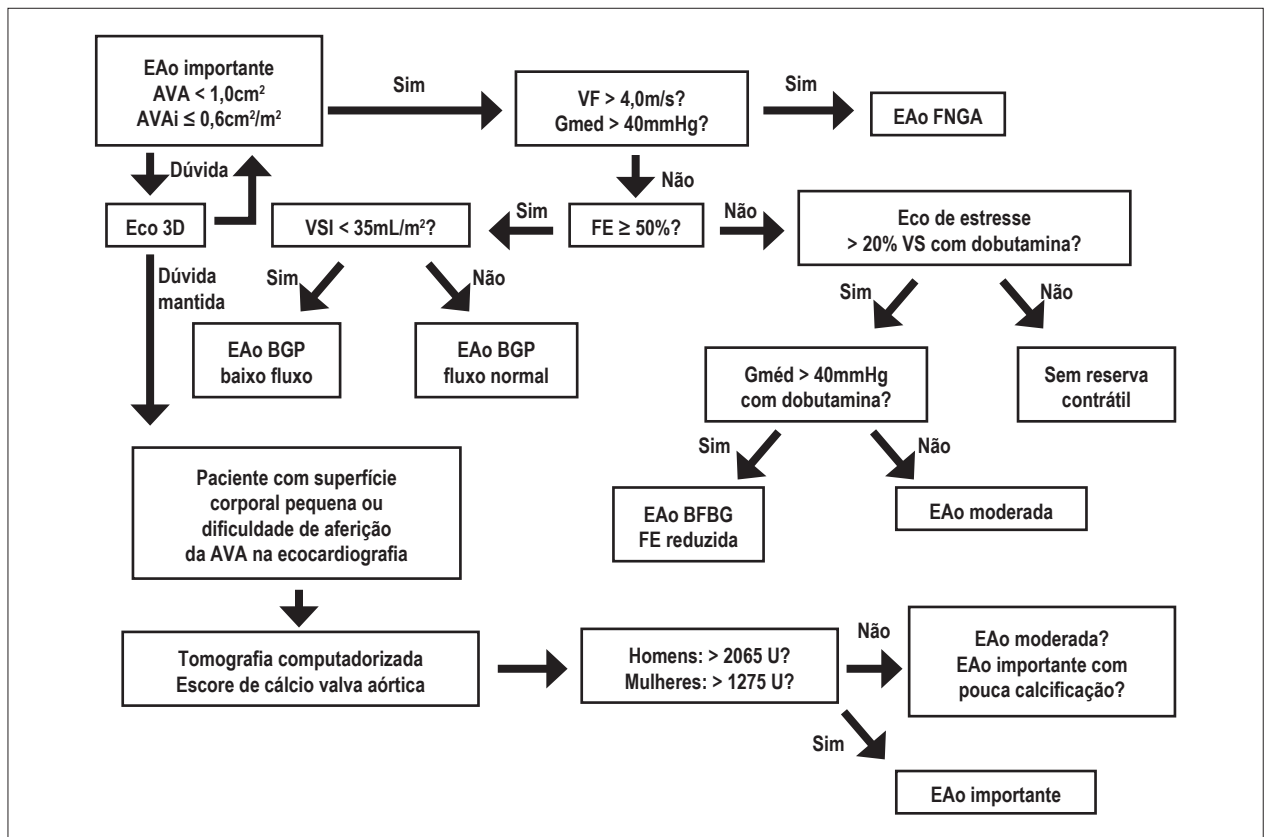 EAo importante
AVA < 1,0cm²
AVAi ≤ 0,6cm²/m²
Sim
VF > 4,0m/s?
Gmed > 40mmHg?
Sim
EAo FNGA
Dúvida
Não
Eco 3D
VSI < 35mL/m²?
Sim
FE ≥ 50%?
Não
Eco de estresse
> 20% VS com dobutamina?
Dúvida
mantida
Sim
Não
Sim
Não
EAo BGP
baixo fluxo
EAo BGP
fluxo normal
Gméd > 40mmHg
com dobutamina?
Sem reserva
contrátil
Sim
Não
Paciente com superfície
corporal pequena ou
dificuldade de aferição
da AVA na ecocardiografia
EAo BFBG
FE reduzida
EAo moderada
Tomografia computadorizada
Escore de cálcio valva aórtica
Homens: > 2065 U?
Mulheres: > 1275 U?
Não
EAo moderada?
EAo importante com
pouca calcificação?
Sim
EAo importante